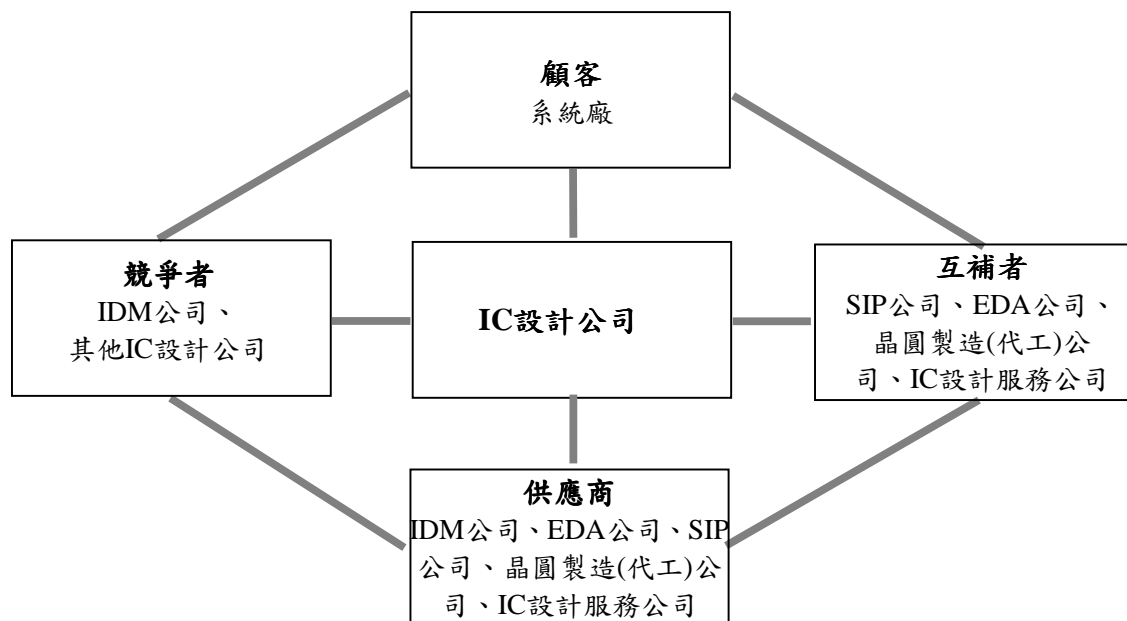 顧客
系統廠
競爭者
IDM公司、
其他IC設計公司
IC設計公司
互補者
SIP公司、EDA公司、
晶圓製造(代工)公
司、IC設計服務公司
供應商
IDM公司、EDA公司、SIP
公司、晶圓製造(代工)公
司、IC設計服務公司